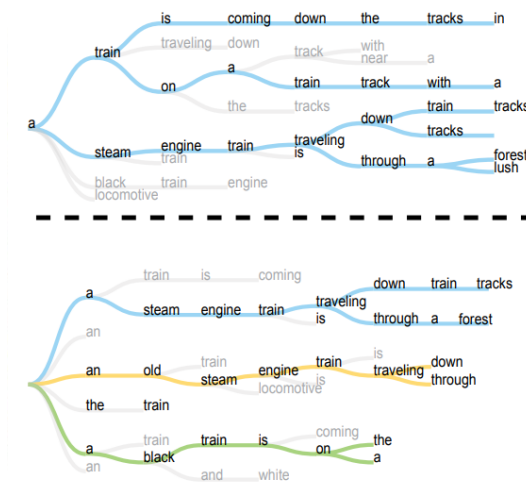 is coming down the tracks in
train
traveling down
with
track
near a
a
on
train track with a
the tracks
train tracks
a
down
engine train traveling
tracks
steam
train
is
through a forest
lush
black train engine
locomotive
train is coming
down train tracks
a
steam engine train traveling
is
through a forest
an
train
is
an old
train
down
engine
traveling
steam
is
through
locomotive
the train
train
coming
a
train is
the
black
on
a
an
and white